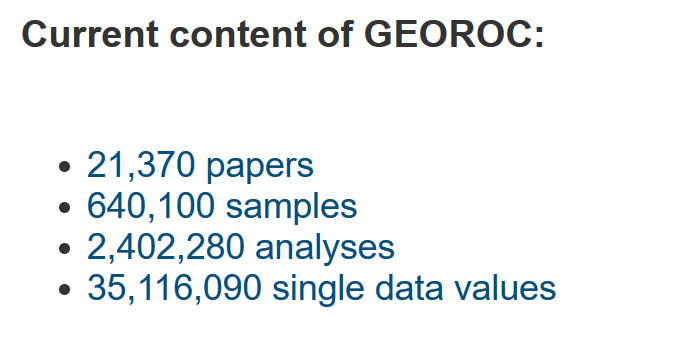 Current content of GEOROC:
• 21,370 papers
• 640,100 samples
• 2,402,280 analyses
• 35,116,090 single data values